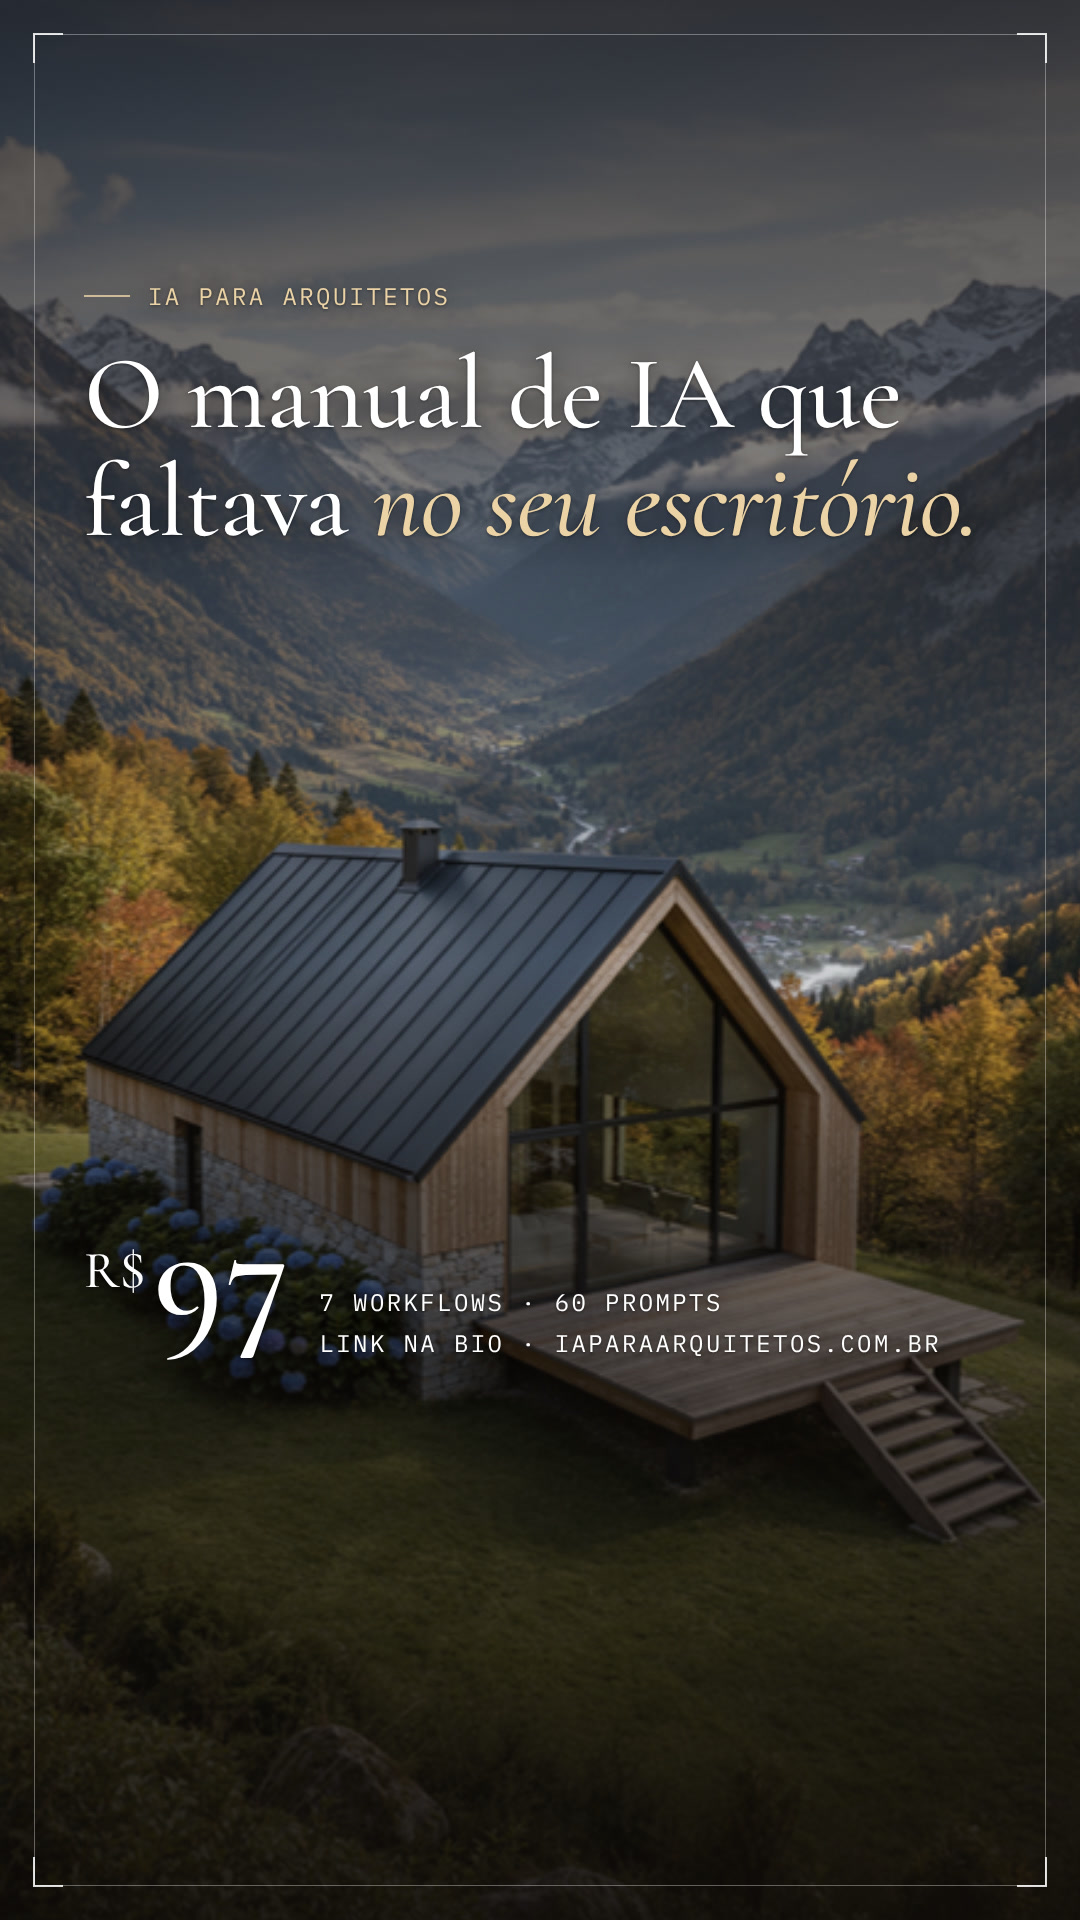 IA PARA ARQUITETOS
O manual de IA que
faltava no seu escritório.
R$ 97
7 WORKFLOWS · 60 PROMPTS
LINK NA BIO · IAPARAARQUITETOS.COM.BR